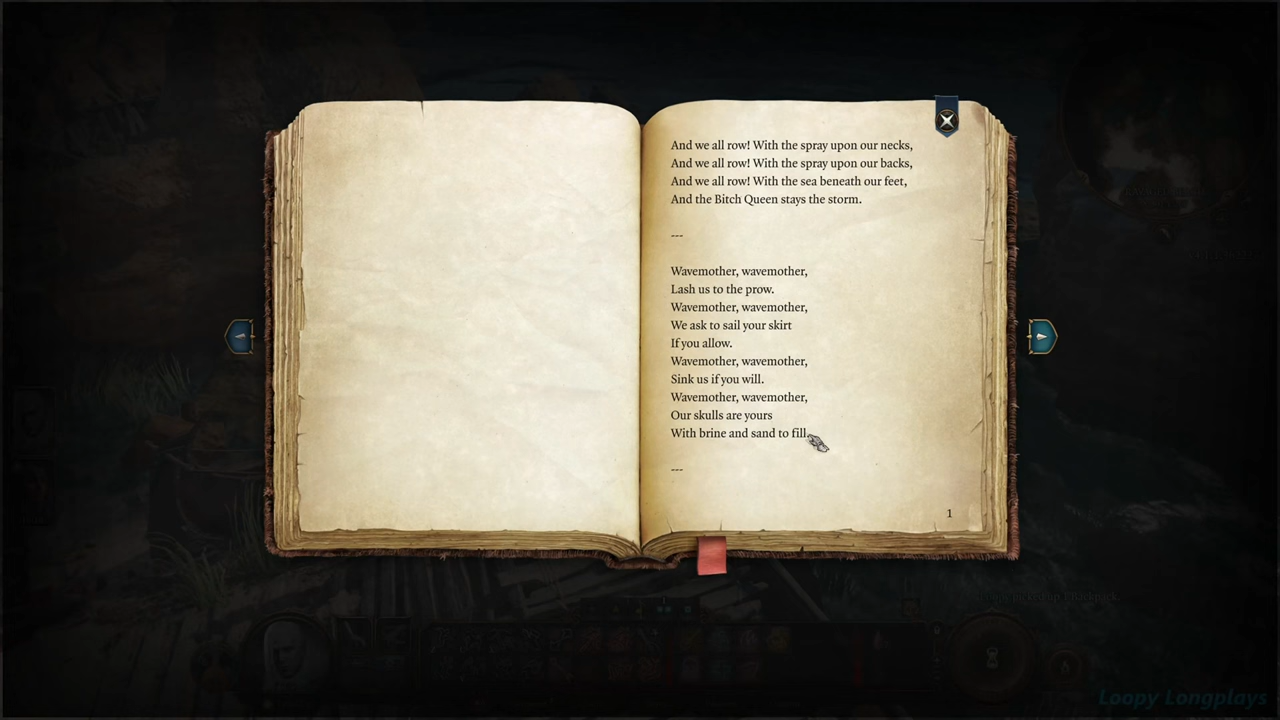 And we all row! With the spray upon our necks,
And we all row! With the spray upon our backs,
And we all row! With the sea beneath our feet,
And the Bitch Queen stays the storm.
---
Wavemother, wavemother,
Lash us to the prow.
Wavemother, wavemother,
We ask to sail your skirt
If you allow.
Wavemother, wavemother,
Sink us if you will.
Wavemother, wavemother,
Our skulls are yours
With brine and sand to fill.
---
1
Loopy Longplays